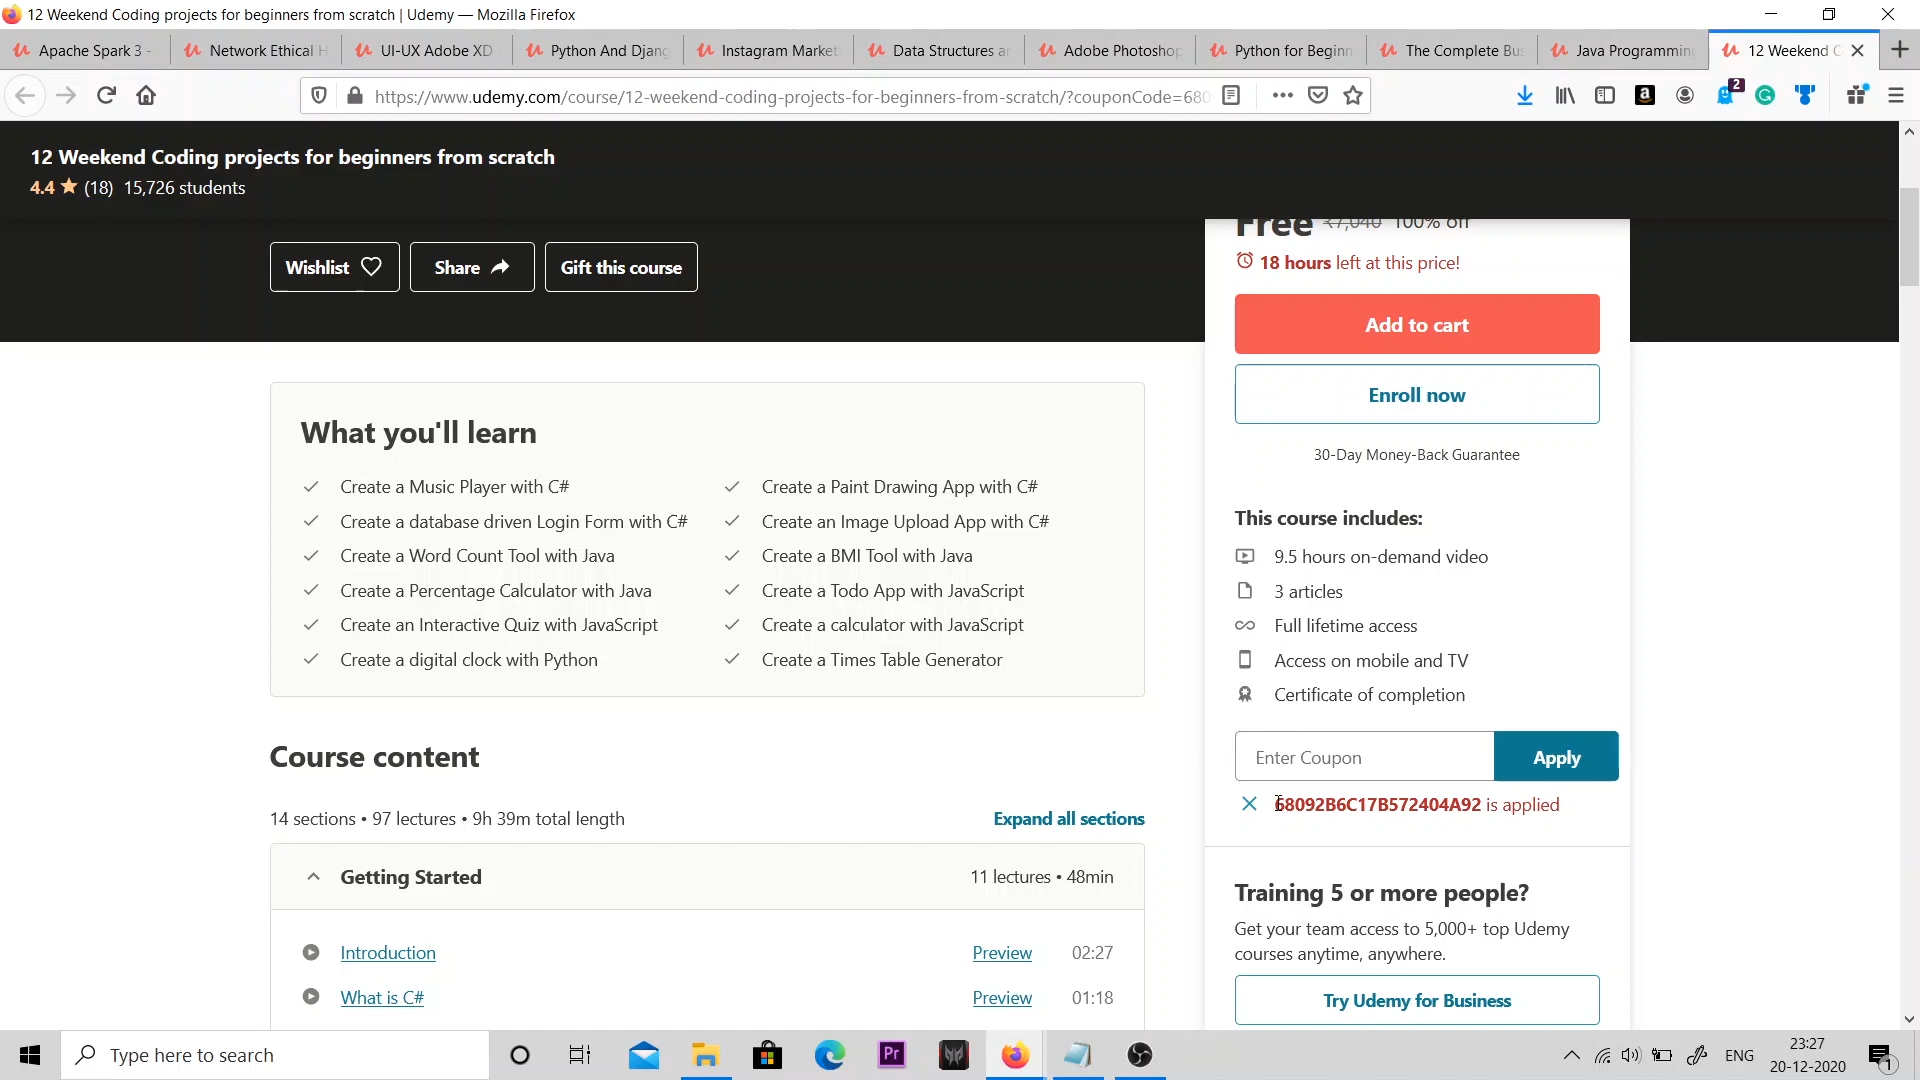 12 Weekend Coding projects for beginners from scratch | Udemy — Mozilla Firefox
Apache Spark 3 -
Network Ethical H
UI-UX Adobe XD
Python And Djang
Instagram Market
Data Structures a
Adobe Photoshop
Python for Beginn
The Complete Bus
Java Programming
12 Weekend C
https://www.udemy.com/course/12-weekend-coding-projects-for-beginners-from-scratch/?couponCode=680
2
12 Weekend Coding projects for beginners from scratch
4.4 ★ (18) 15,726 students
Wishlist
Share
Gift this course
Free ₹7,040 100% off
18 hours left at this price!
Add to cart
Enroll now
30-Day Money-Back Guarantee
What you'll learn
Create a Music Player with C#
Create a Paint Drawing App with C#
Create a database driven Login Form with C#
Create an Image Upload App with C#
Create a Word Count Tool with Java
Create a BMI Tool with Java
Create a Percentage Calculator with Java
Create a Todo App with JavaScript
Create an Interactive Quiz with JavaScript
Create a calculator with JavaScript
Create a digital clock with Python
Create a Times Table Generator
This course includes:
9.5 hours on-demand video
3 articles
Full lifetime access
Access on mobile and TV
Certificate of completion
Enter Coupon
Apply
68092B6C17B572404A92 is applied
Course content
14 sections • 97 lectures • 9h 39m total length
Expand all sections
Getting Started
11 lectures • 48min
Introduction
Preview
02:27
What is C#
Preview
01:18
Training 5 or more people?
Get your team access to 5,000+ top Udemy
courses anytime, anywhere.
Try Udemy for Business
Type here to search
Pr
ENG
23:27
20-12-2020
1